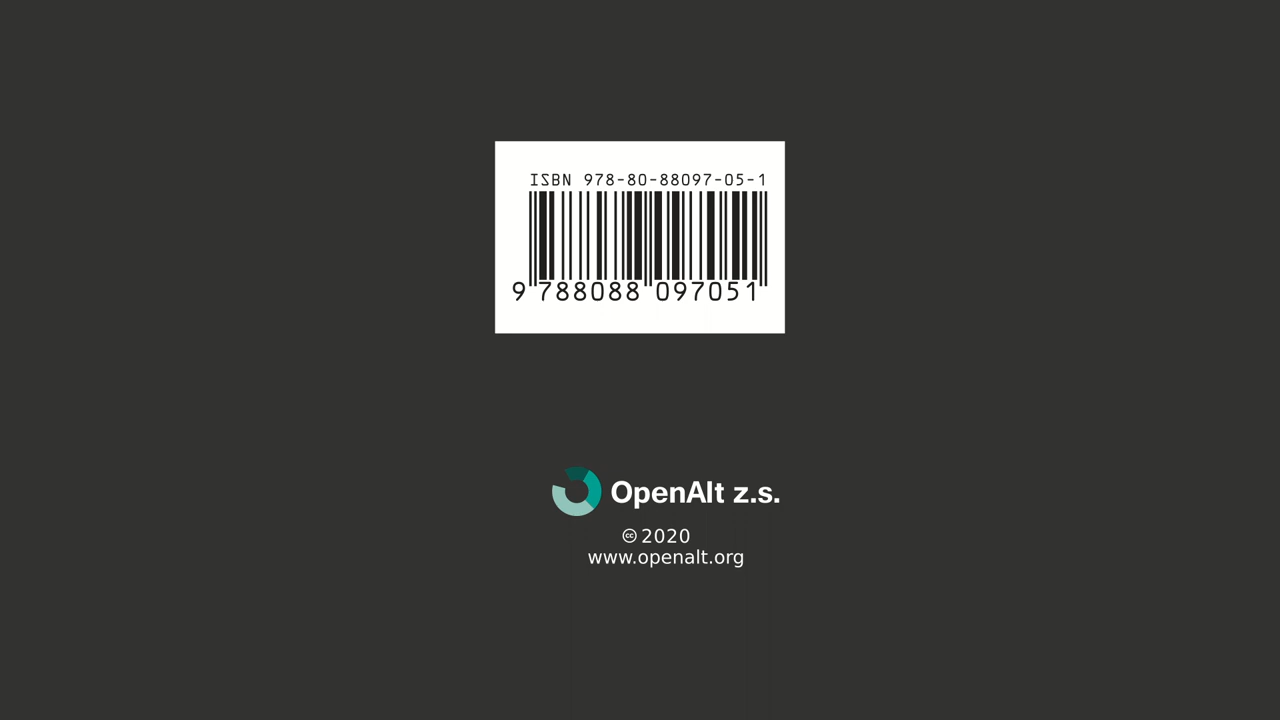 ISBN 978-80-88097-05-1
9 788088 097051
OpenAlt z.s.
🅭 2020
www.openalt.org